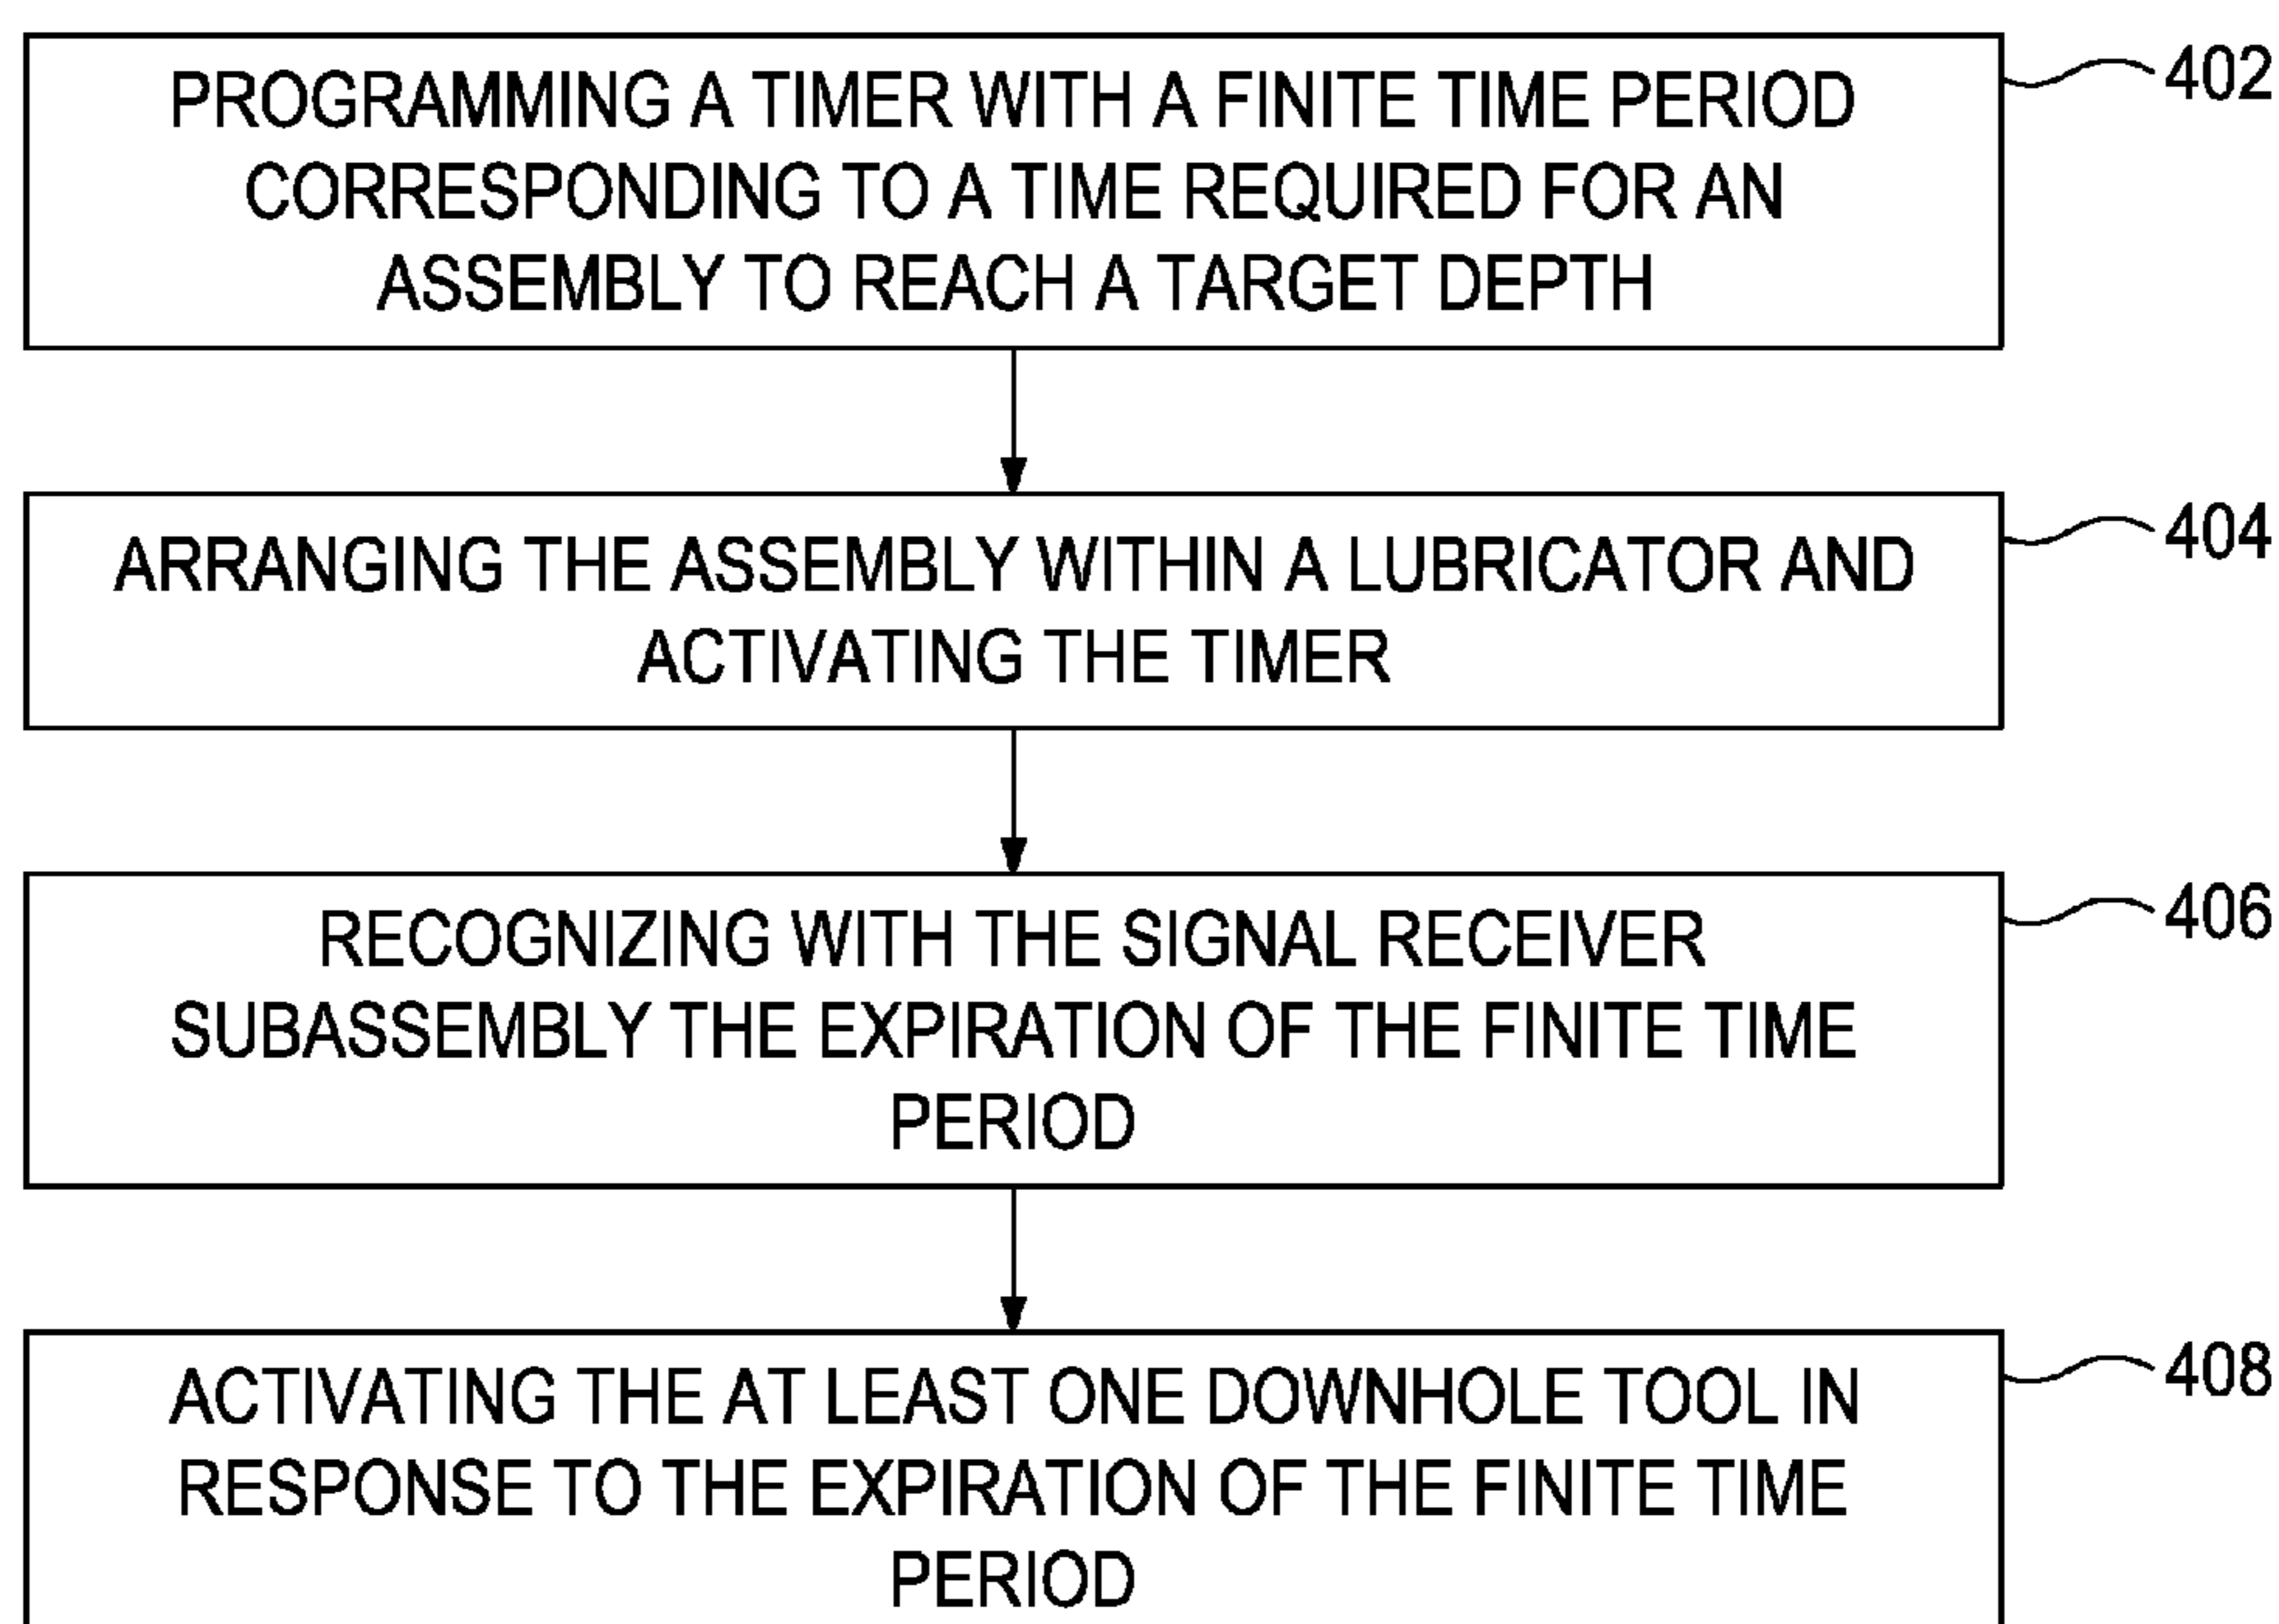 PROGRAMMING A TIMER WITH A FINITE TIME PERIOD
CORRESPONDING TO A TIME REQUIRED FOR AN
ASSEMBLY TO REACH A TARGET DEPTH
402
ARRANGING THE ASSEMBLY WITHIN A LUBRICATOR AND
ACTIVATING THE TIMER
404
RECOGNIZING WITH THE SIGNAL RECEIVER
SUBASSEMBLY THE EXPIRATION OF THE FINITE TIME
PERIOD
406
ACTIVATING THE AT LEAST ONE DOWNHOLE TOOL IN
RESPONSE TO THE EXPIRATION OF THE FINITE TIME
PERIOD
408